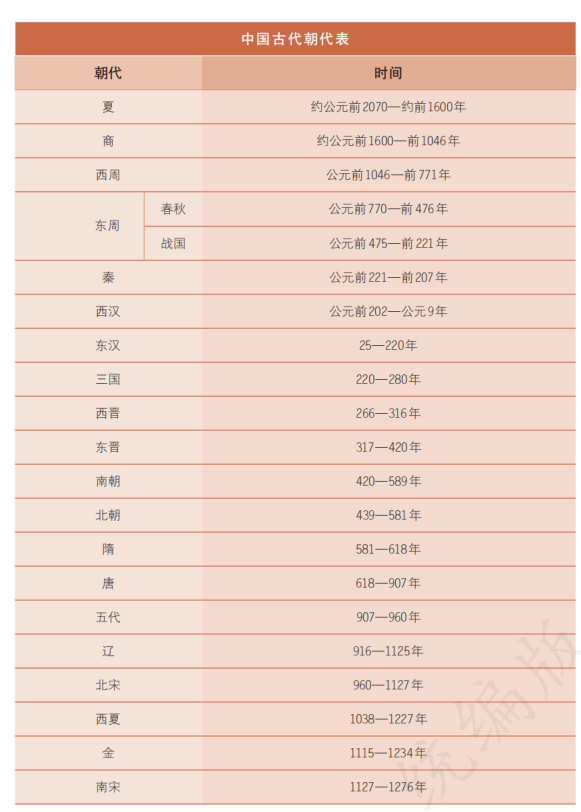 中国古代朝代表
朝代 时间
夏 约公元前2070—约前1600年
商 约公元前1600—前1046年
西周 公元前1046—前771年
东周 春秋 公元前770—前476年
战国 公元前475—前221年
秦 公元前221—前207年
西汉 公元前202—公元9年
东汉 25—220年
三国 220—280年
西晋 266—316年
东晋 317—420年
南朝 420—589年
北朝 439—581年
隋 581—618年
唐 618—907年
五代 907—960年
辽 916—1125年
北宋 960—1127年
西夏 1038—1227年
金 1115—1234年
南宋 1127—1276年
统编版